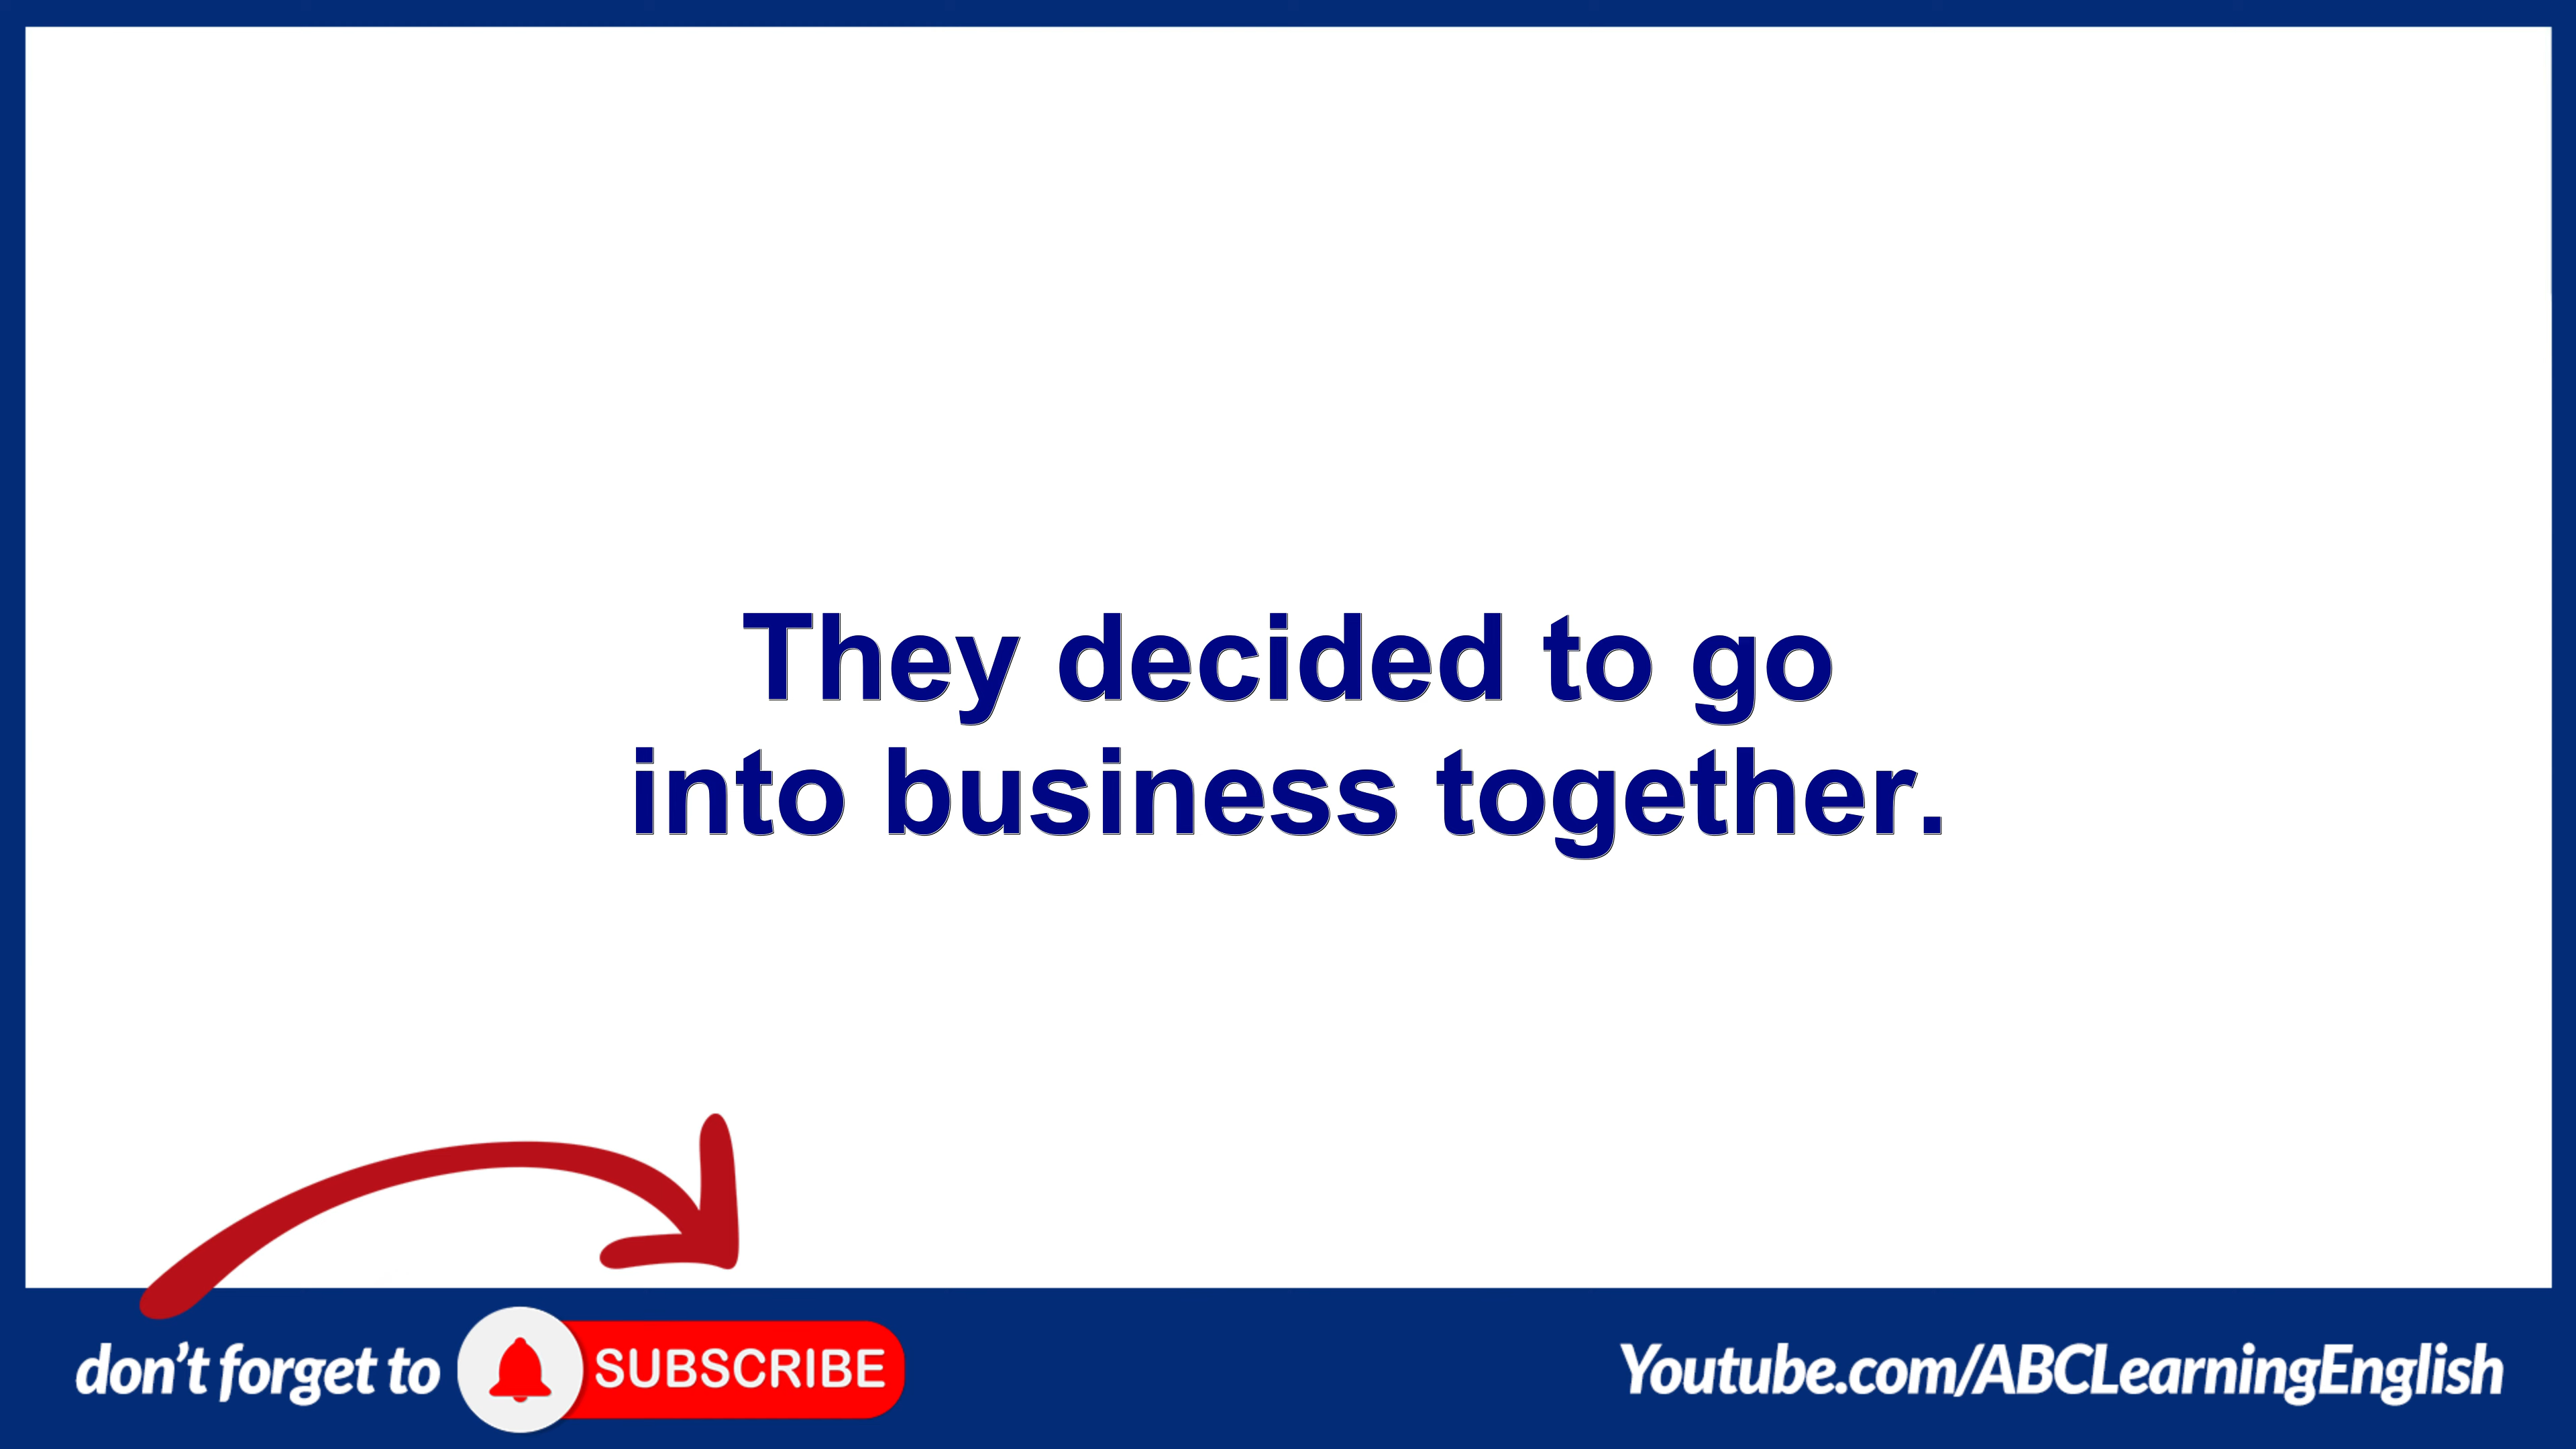 They decided to go
into business together.
don't forget to SUBSCRIBE
Youtube.com/ABCLearningEnglish